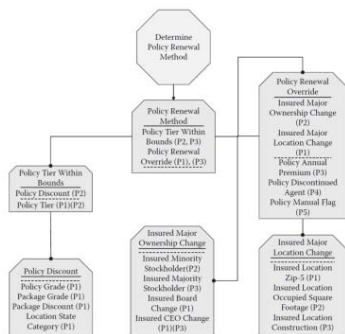 Determine
Policy Renewal
Method
Policy Renewal
Method
Policy Tier Within
Bounds (P2, P3)
Policy Renewal
Override (P1), (P3)
Policy Renewal
Override
Insured Major
Ownership Change
(P2)
Insured Major
Location Change
(P1)
Policy Annual
Premium (P3)
Policy Discontinued
Agent (P4)
Policy Manual Flag
(P5)
Policy Tier Within
Bounds
Policy Discount (P2)
Policy Tier (P1)(P2)
Policy Discount
Policy Grade (P1)
Package Grade (P1)
Package Discount (P1)
Location State
Category (P1)
Insured Major
Ownership Change
Insured Minority
Stockholder(P2)
Insured Majority
Stockholder (P3)
Insured Board
Change (P1)
Insured CEO Change
(P1)(P3)
Insured Major
Location Change
Insured Location
Zip-5 (P1)
Insured Location
Occupied Square
Footage (P2)
Insured Location
Construction (P3)